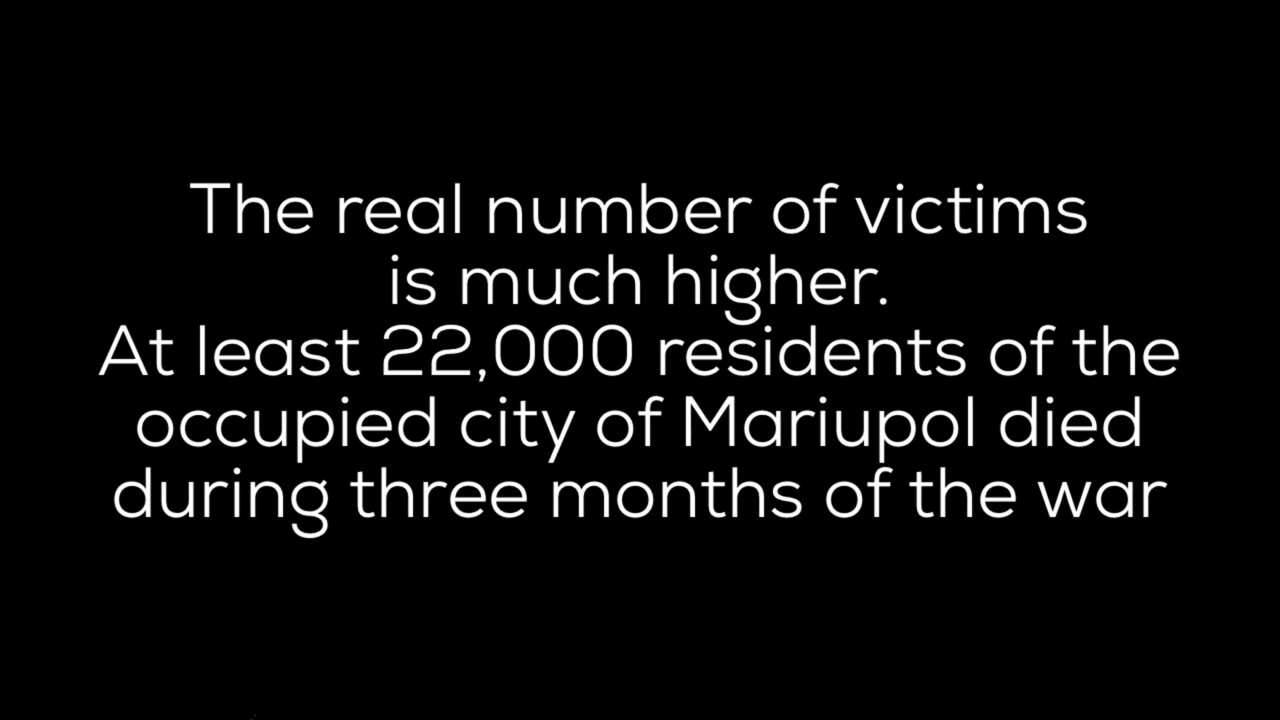 The real number of victims
is much higher.
At least 22,000 residents of the
occupied city of Mariupol died
during three months of the war